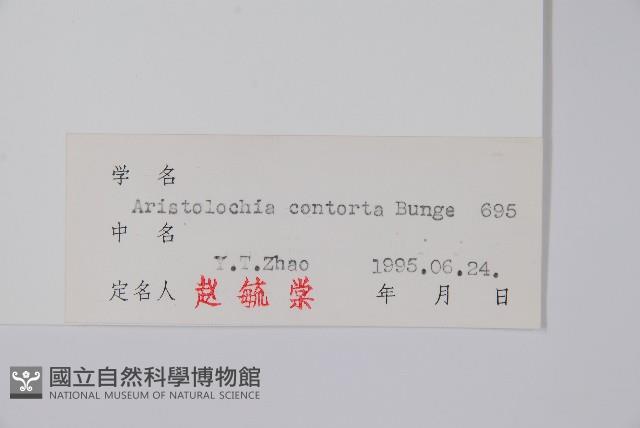 学 名
Aristolochia contorta Bunge 695
中 名
Y.T.Zhao 1995.06.24.
定名人 赵毓棠 年 月 日
國立自然科學博物館
NATIONAL MUSEUM OF NATURAL SCIENCE